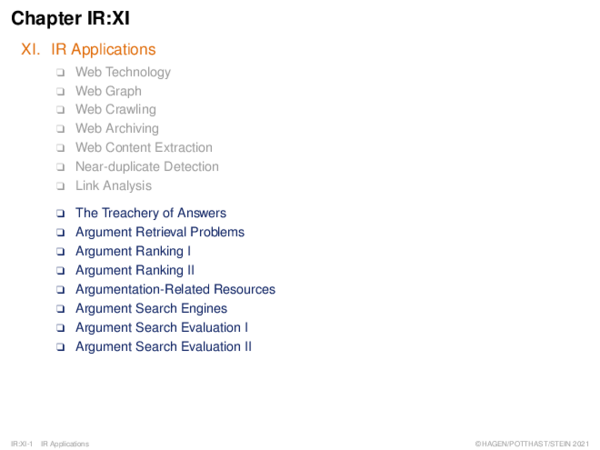 Chapter IR:XI
XI. IR Applications
❑ Web Technology
❑ Web Graph
❑ Web Crawling
❑ Web Archiving
❑ Web Content Extraction
❑ Near-duplicate Detection
❑ Link Analysis
❑ The Treachery of Answers
❑ Argument Retrieval Problems
❑ Argument Ranking I
❑ Argument Ranking II
❑ Argumentation-Related Resources
❑ Argument Search Engines
❑ Argument Search Evaluation I
❑ Argument Search Evaluation II
IR:XI-1 IR Applications ©HAGEN/POTTHAST/STEIN 2021